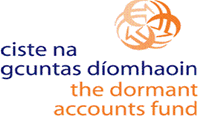 ciste na
gcuntas díomhaoin
the dormant
accounts fund